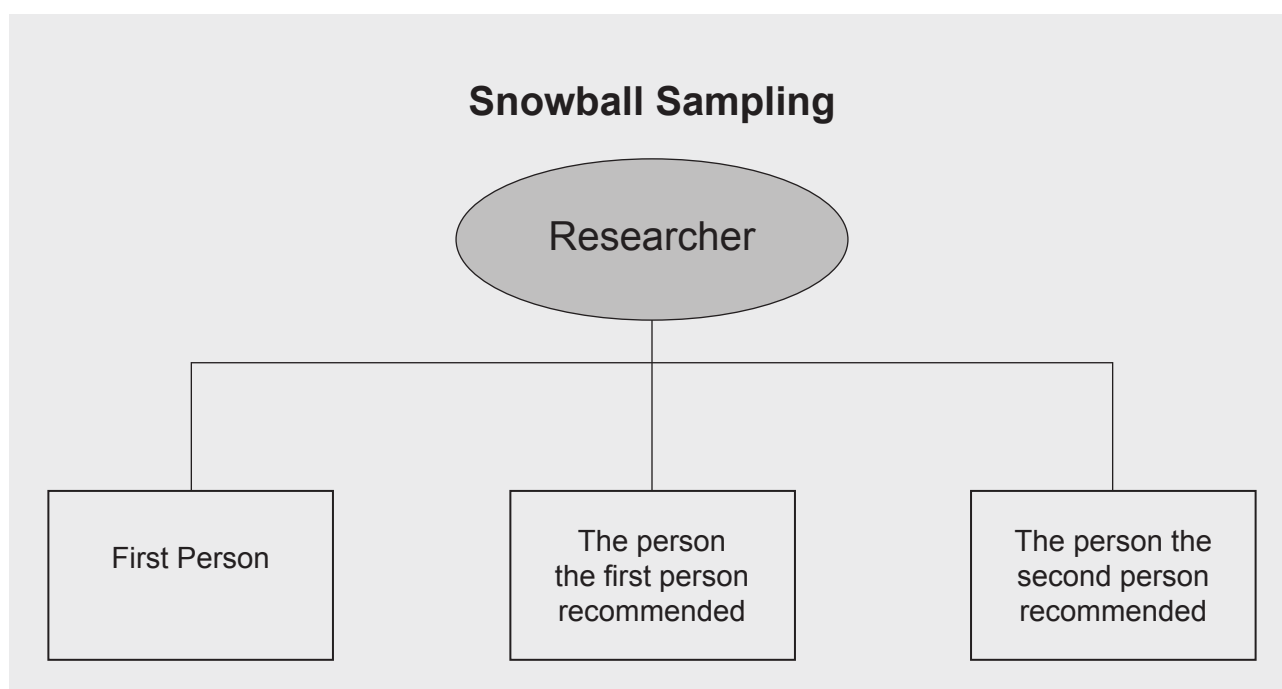 Snowball Sampling
Researcher
First Person
The person
the first person
recommended
The person the
second person
recommended